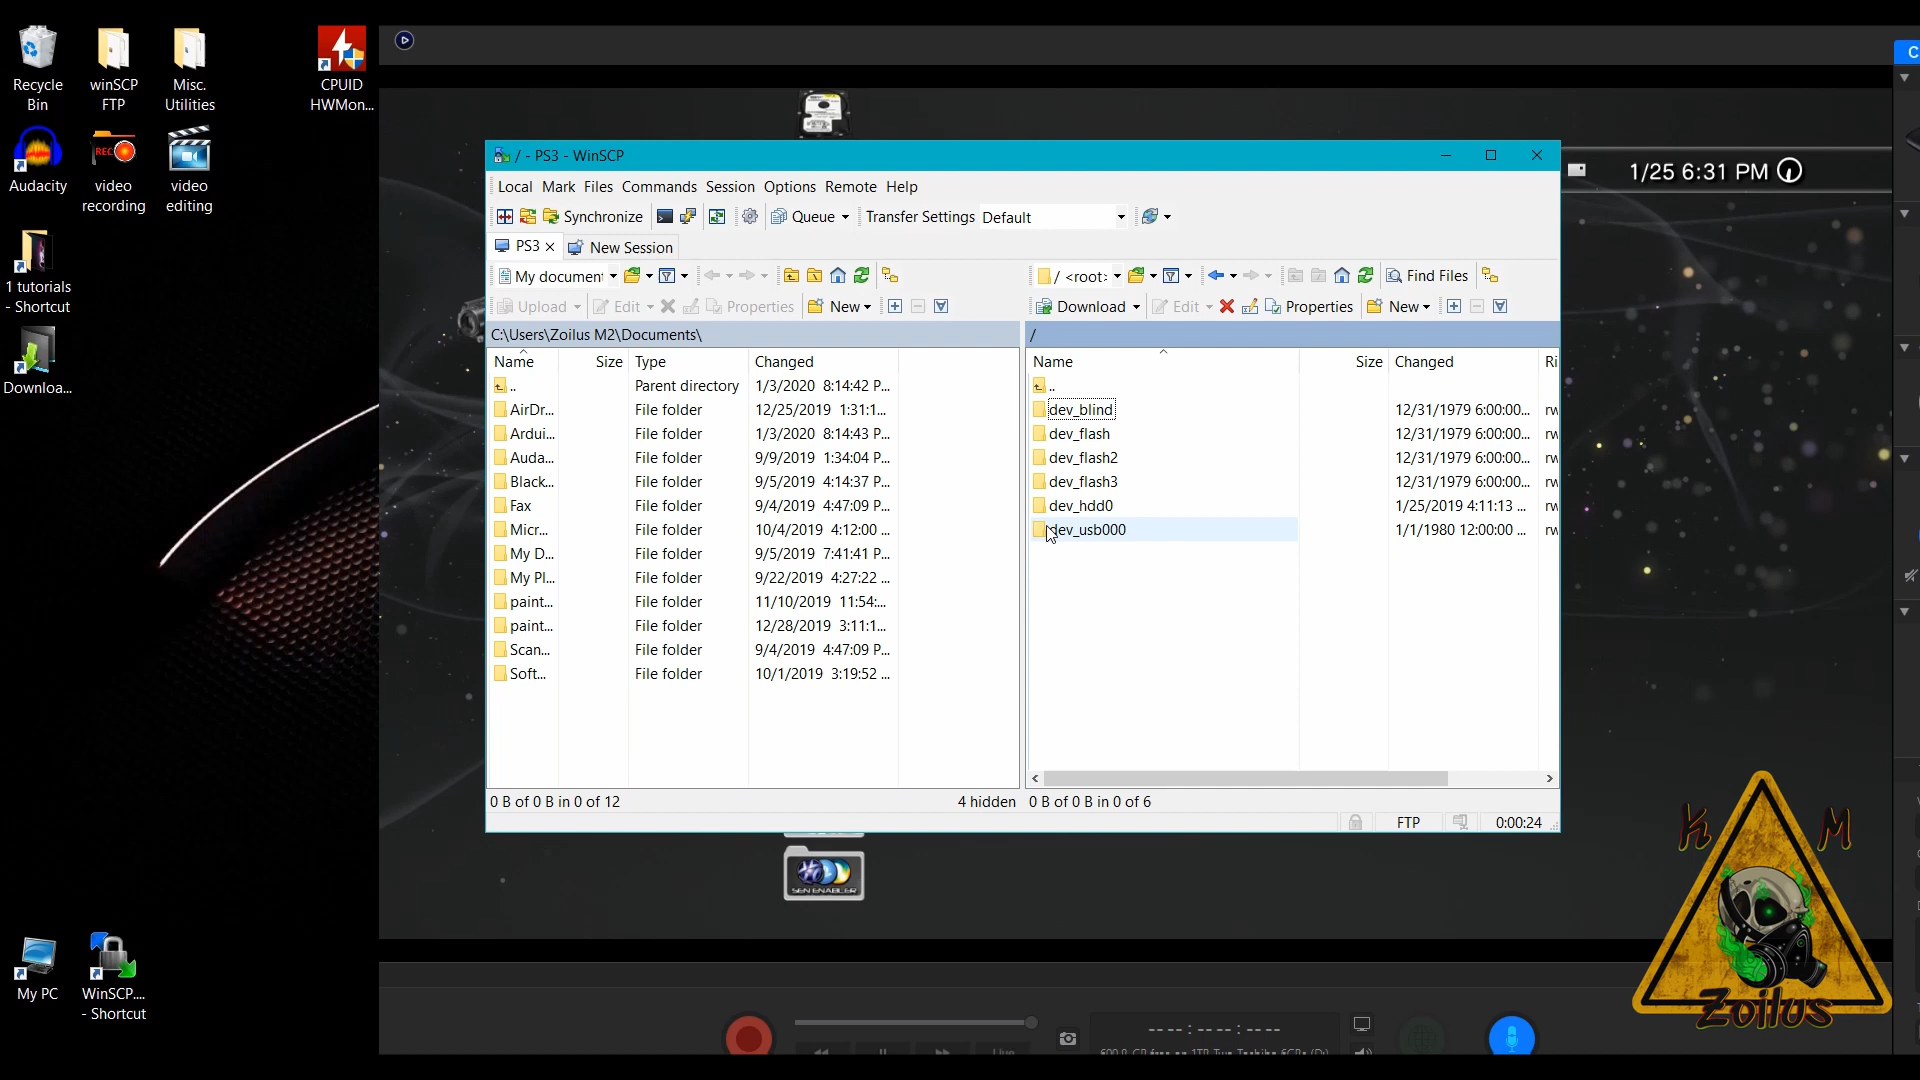 Recycle
Bin
winSCP
FTP
Misc.
Utilities
CPUID
HWMon...
Audacity
REC
video
recording
video
editing
1 tutorials
- Shortcut
Downloa...
My PC
WinSCP....
- Shortcut
C
1/25 6:31 PM
/ - PS3 - WinSCP
Local Mark Files Commands Session Options Remote Help
Synchronize Queue Transfer Settings Default
PS3 New Session
My document
/ <root> Find Files
Upload Edit Properties New
Download Edit Properties New
C:\Users\Zoilus M2\Documents\
/
Name Size Type Changed
.. Parent directory 1/3/2020 8:14:42 P...
AirDr... File folder 12/25/2019 1:31:1...
Ardui... File folder 1/3/2020 8:14:43 P...
Auda... File folder 9/9/2019 1:34:04 P...
Black... File folder 9/5/2019 4:14:37 P...
Fax File folder 9/4/2019 4:47:09 P...
Micr... File folder 10/4/2019 4:12:00 ...
My D... File folder 9/5/2019 7:41:41 P...
My Pl... File folder 9/22/2019 4:27:22 ...
paint... File folder 11/10/2019 11:54:...
paint... File folder 12/28/2019 3:11:1...
Scan... File folder 9/4/2019 4:47:09 P...
Soft... File folder 10/1/2019 3:19:52 ...
Name Size Changed Ri
..
dev_blind 12/31/1979 6:00:00... rw
dev_flash 12/31/1979 6:00:00... rw
dev_flash2 12/31/1979 6:00:00... rw
dev_flash3 12/31/1979 6:00:00... rw
dev_hdd0 1/25/2019 4:11:13 ... rw
dev_usb000 1/1/1980 12:00:00 ... rw
0 B of 0 B in 0 of 12 4 hidden
0 B of 0 B in 0 of 6
FTP 0:00:24
SEN ENABLER
K M
Zoilus
-- -- : -- -- : -- --
Live